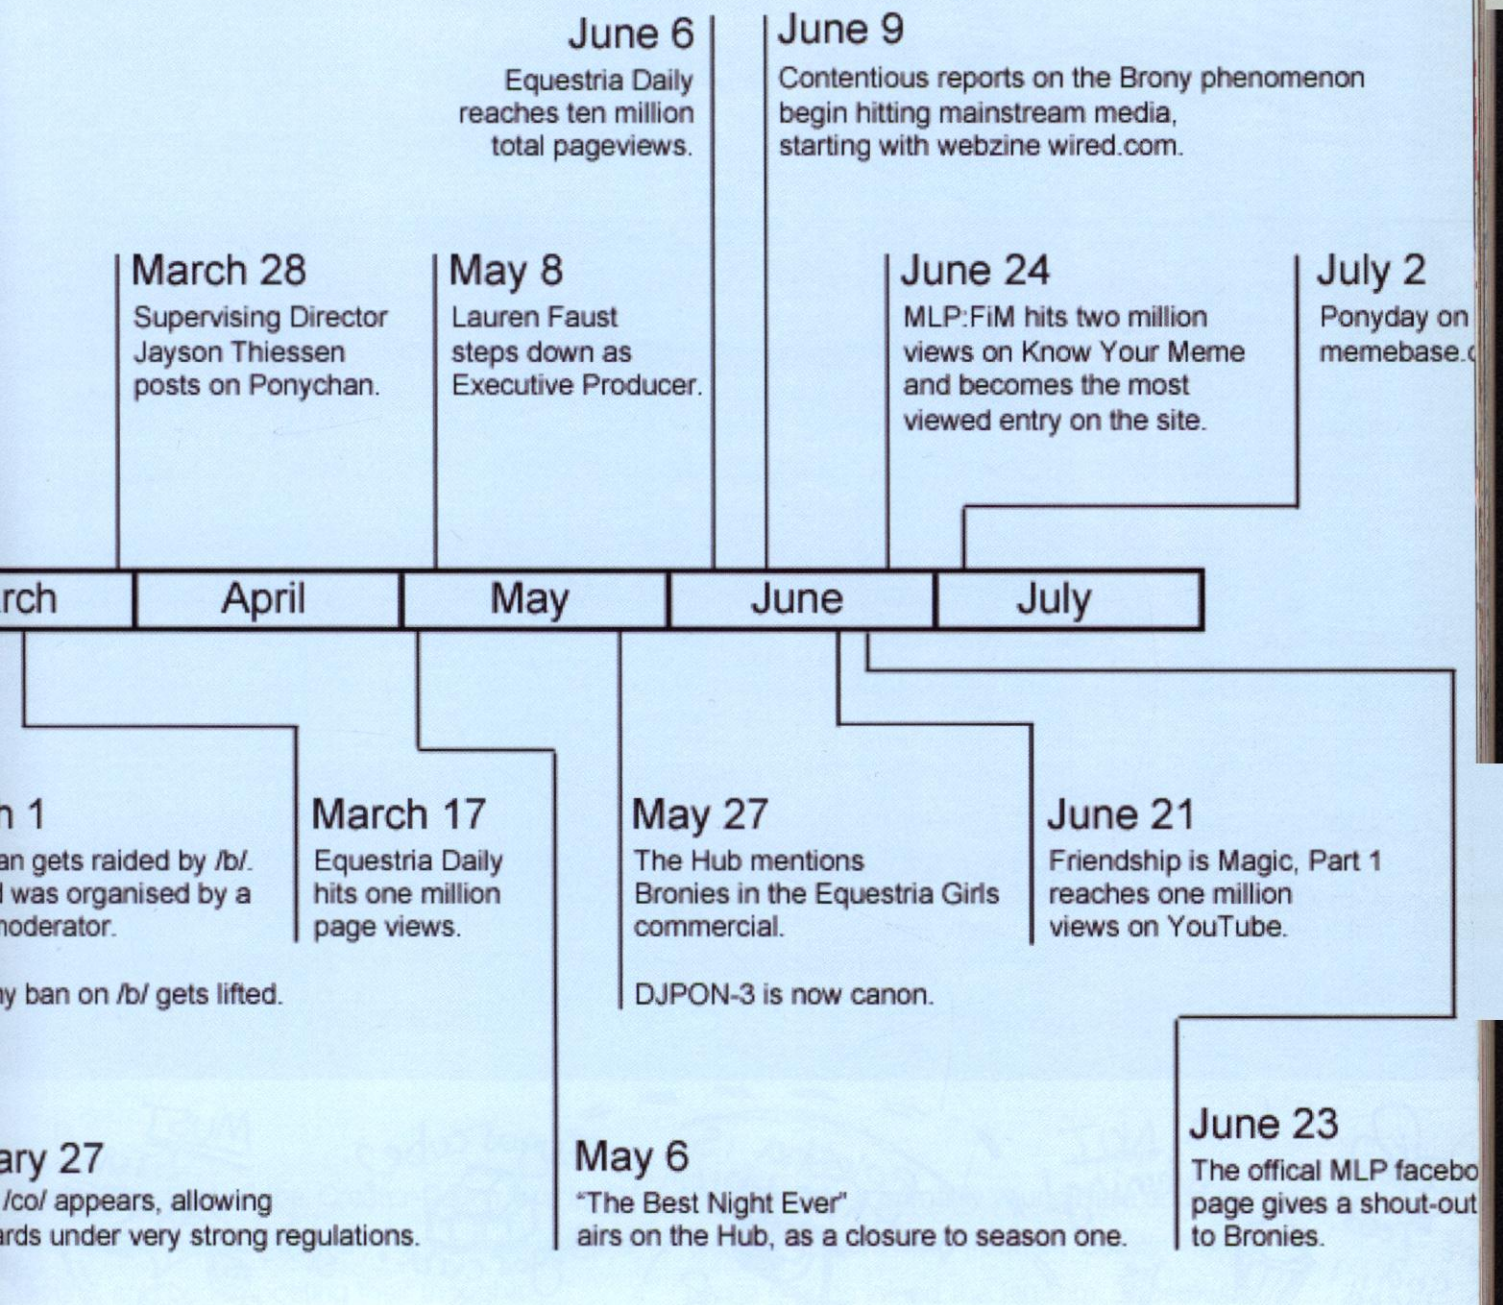 June 6
Equestria Daily
reaches ten million
total pageviews.
June 9
Contentious reports on the Brony phenomenon
begin hitting mainstream media,
starting with webzine wired.com.
March 28
Supervising Director
Jayson Thiessen
posts on Ponychan.
May 8
Lauren Faust
steps down as
Executive Producer.
June 24
MLP:FiM hits two million
views on Know Your Meme
and becomes the most
viewed entry on the site.
July 2
Ponyday on
memebase.
rch
April
May
June
July
h 1
an gets raided by /b/.
was organised by a
noderator.
ny ban on /b/ gets lifted.
March 17
Equestria Daily
hits one million
page views.
May 27
The Hub mentions
Bronies in the Equestria Girls
commercial.
DJPON-3 is now canon.
June 21
Friendship is Magic, Part 1
reaches one million
views on YouTube.
ary 27
/co/ appears, allowing
ards under very strong regulations.
May 6
"The Best Night Ever"
airs on the Hub, as a closure to season one.
June 23
The offical MLP facebo
page gives a shout-out
to Bronies.